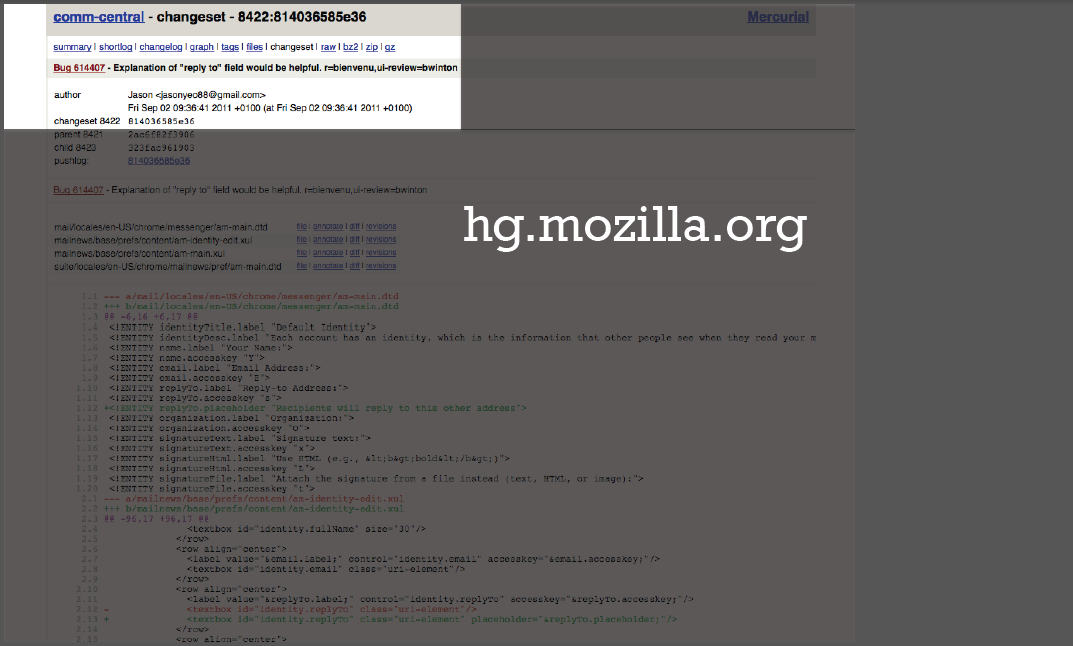 comm-central - changeset - 8422:814036585e36
Mercurial
summary | shortlog | changelog | graph | tags | files | changeset | raw | bz2 | zip | gz
Bug 614407 - Explanation of "reply to" field would be helpful. r=bienvenu,ui-review=bwinton
author Jason <jasonyeo88@gmail.com>
Fri Sep 02 09:36:41 2011 +0100 (at Fri Sep 02 09:36:41 2011 +0100)
changeset 8422 814036585e36
parent 8421 2ac6f82f3906
child 8423 323fac961903
pushlog: 814036585e36
Bug 614407 - Explanation of "reply to" field would be helpful. r=bienvenu,ui-review=bwinton
hg.mozilla.org
mail/locales/en-US/chrome/messenger/am-main.dtd file | annotate | diff | revisions
mailnews/base/prefs/content/am-identity-edit.xul file | annotate | diff | revisions
mailnews/base/prefs/content/am-main.xul file | annotate | diff | revisions
suite/locales/en-US/chrome/mailnews/pref/am-main.dtd file | annotate | diff | revisions
1.1 --- a/mail/locales/en-US/chrome/messenger/am-main.dtd
1.2 +++ b/mail/locales/en-US/chrome/messenger/am-main.dtd
1.3 @@ -6,16 +6,17 @@
1.4 <!ENTITY identityTitle.label "Default Identity">
1.5 <!ENTITY identityDesc.label "Each account has an identity, which is the information that other people see when they read your m
1.6 <!ENTITY name.label "Your Name:">
1.7 <!ENTITY name.accesskey "Y">
1.8 <!ENTITY email.label "Email Address:">
1.9 <!ENTITY email.accesskey "E">
1.10 <!ENTITY replyTo.label "Reply-to Address:">
1.11 <!ENTITY replyTo.accesskey "s">
1.12 +<!ENTITY replyTo.placeholder "Recipients will reply to this other address">
1.13 <!ENTITY organization.label "Organization:">
1.14 <!ENTITY organization.accesskey "O">
1.15 <!ENTITY signatureText.label "Signature text:">
1.16 <!ENTITY signatureText.accesskey "x">
1.17 <!ENTITY signatureHtml.label "Use HTML (e.g., &lt;b&gt;bold&lt;/b&gt;)">
1.18 <!ENTITY signatureHtml.accesskey "L">
1.19 <!ENTITY signatureFile.label "Attach the signature from a file instead (text, HTML, or image):">
1.20 <!ENTITY signatureFile.accesskey "t">
2.1 --- a/mailnews/base/prefs/content/am-identity-edit.xul
2.2 +++ b/mailnews/base/prefs/content/am-identity-edit.xul
2.3 @@ -96,17 +96,17 @@
2.4 <textbox id="identity.fullName" size="30"/>
2.5 </row>
2.6 <row align="center">
2.7 <label value="&email.label;" control="identity.email" accesskey="&email.accesskey;"/>
2.8 <textbox id="identity.email" class="uri-element"/>
2.9 </row>
2.10 <row align="center">
2.11 <label value="&replyTo.label;" control="identity.replyTo" accesskey="&replyTo.accesskey;"/>
2.12 - <textbox id="identity.replyTo" class="uri-element"/>
2.13 + <textbox id="identity.replyTo" class="uri-element" placeholder="&replyTo.placeholder;"/>
2.14 </row>
2.15 <row align="center">